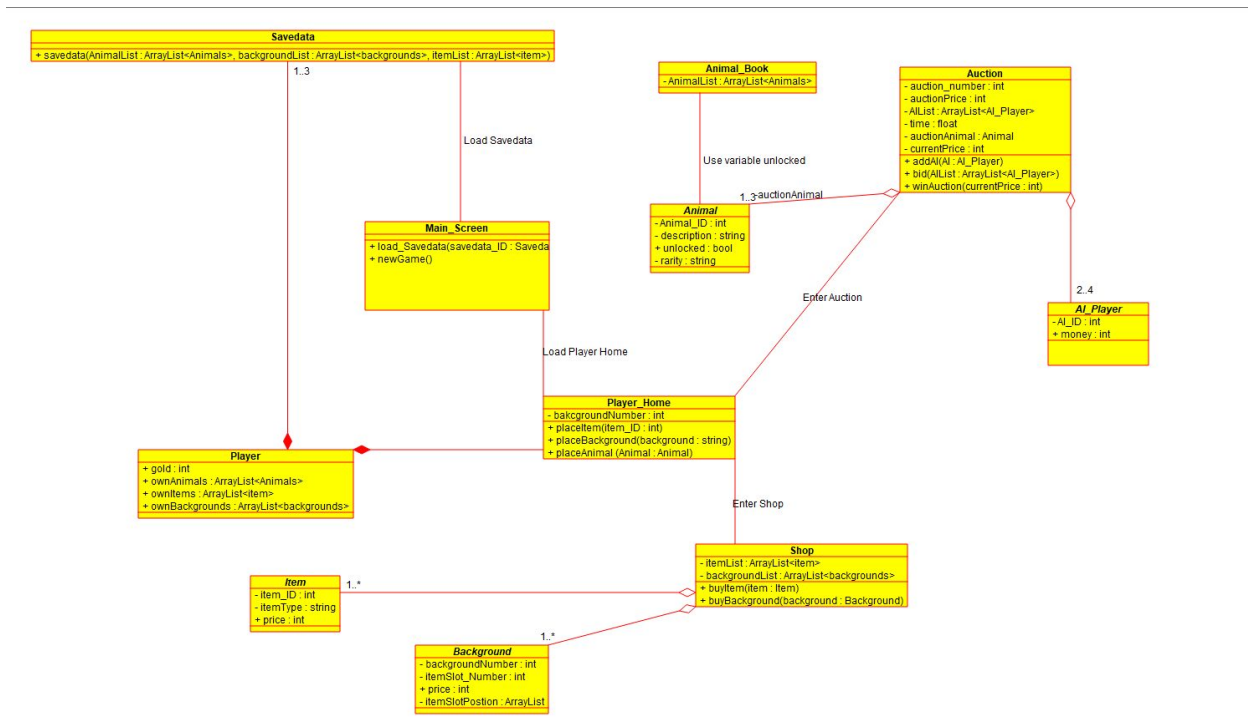 Savedata
+ savedata(AnimalList : ArrayList<Animals>, backgroundList : ArrayList<backgrounds>, itemList : ArrayList<item>)
1..3
Load Savedata
Animal_Book
- AnimalList : ArrayList<Animals>
Use variable unlocked
Auction
- auction_number : int
- auctionPrice : int
- AIList : ArrayList<AI_Player>
- time : float
- auctionAnimal : Animal
- currentPrice : int
+ addAI(AI : AI_Player)
+ bid(AIList : ArrayList<AI_Player>)
+ winAuction(currentPrice : int)
1..3
-auctionAnimal
Animal
- Animal_ID : int
- description : string
+ unlocked : bool
- rarity : string
Main_Screen
+ load_Savedata(savedata_ID : Saveda
+ newGame()
Enter Auction
2..4
AI_Player
- AI_ID : int
+ money : int
Load Player Home
Player_Home
- bakcgroundNumber : int
+ placeItem(item_ID : int)
+ placeBackground(background : string)
+ placeAnimal (Animal : Animal)
Player
+ gold : int
+ ownAnimals : ArrayList<Animals>
+ ownItems : ArrayList<item>
+ ownBackgrounds : ArrayList<backgrounds>
Enter Shop
Shop
- itemList : ArrayList<item>
- backgroundList : ArrayList<backgrounds>
+ buyItem(item : Item)
+ buyBackground(background : Background)
Item
- item_ID : int
- itemType : string
+ price : int
1..*
1..*
Background
- backgroundNumber : int
- itemSlot_Number : int
+ price : int
- itemSlotPostion : ArrayList